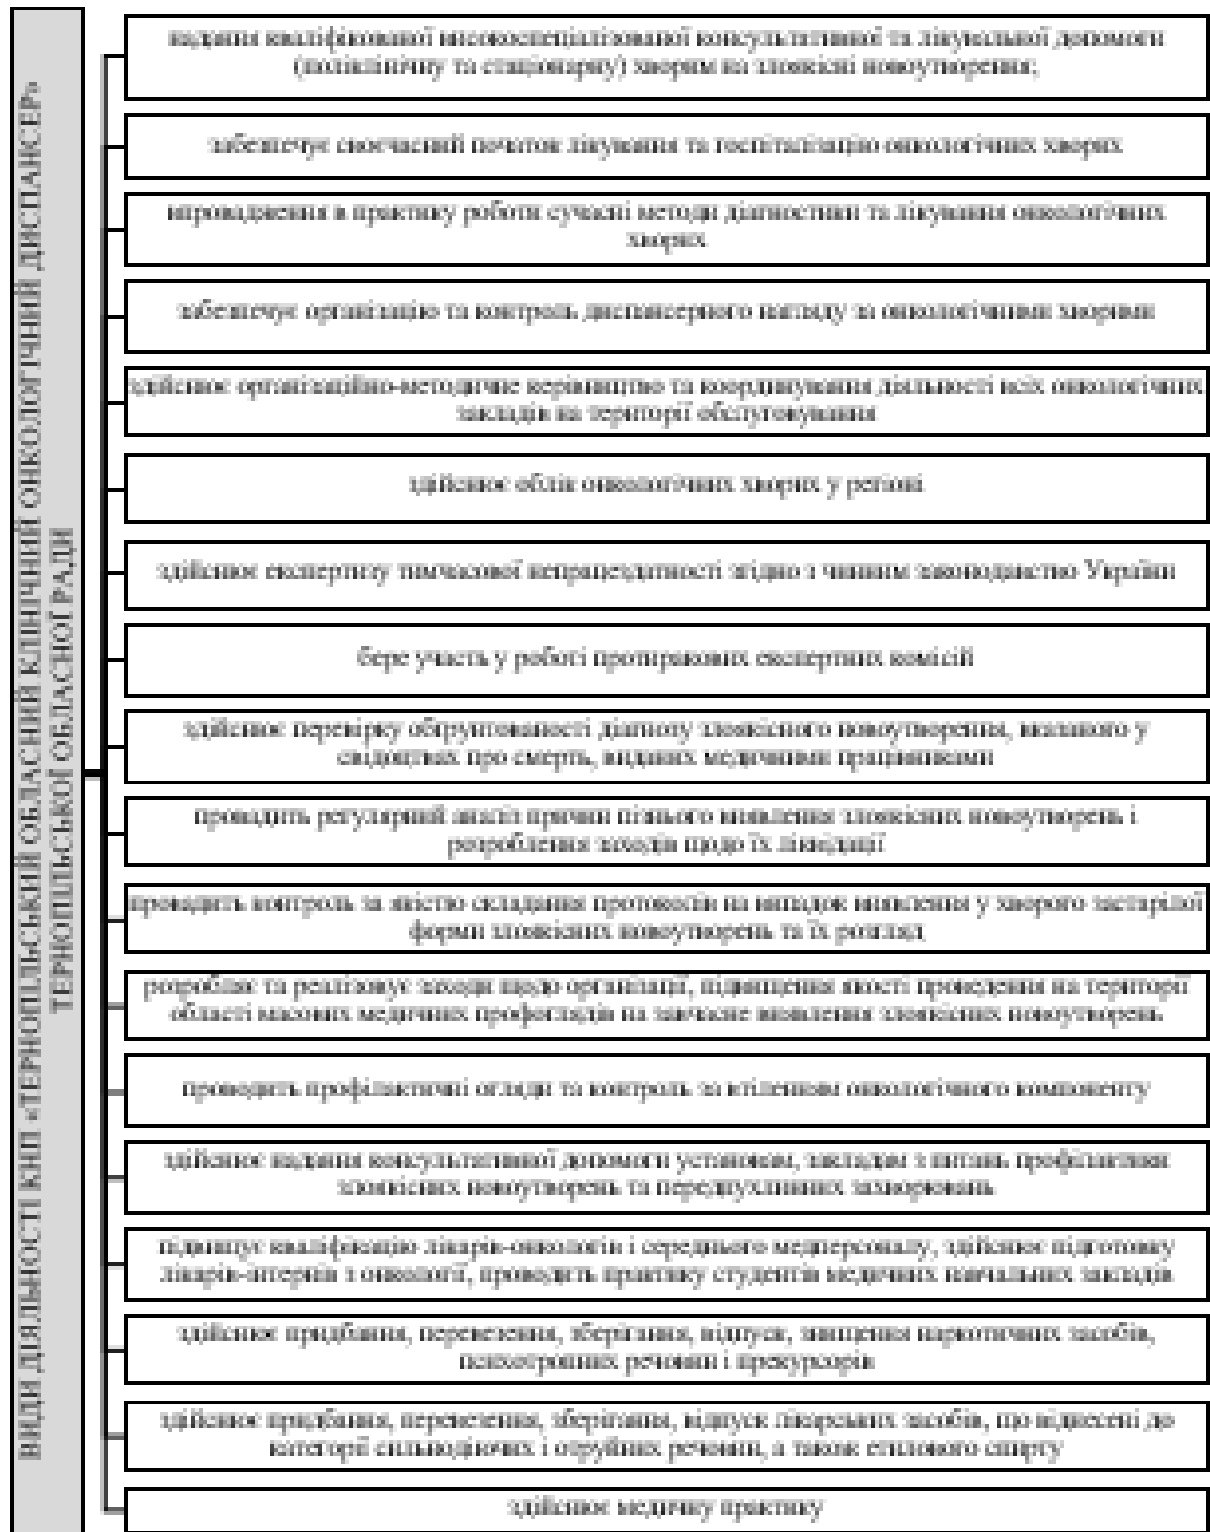 ВИДИ ДІЯЛЬНОСТІ КНП «ТЕРНОПІЛЬСЬКИЙ ОБЛАСНИЙ КЛІНІЧНИЙ ОНКОЛОГІЧНИЙ ДИСПАНСЕР»
ТЕРНОПІЛЬСЬКОЇ ОБЛАСНОЇ РАДИ
надання кваліфікованої високоспеціалізованої консультативної та лікувальної допомоги
(поліклінічну та стаціонарну) хворим на злоякісні новоутворення;
забезпечує своєчасний початок лікування та госпіталізацію онкологічних хворих
впровадження в практику роботи сучасні методи діагностики та лікування онкологічних
хворих
забезпечує організацію та контроль диспансерного нагляду за онкологічними хворими
здійснює організаційно-методичне керівництво та координування діяльності всіх онкологічних
закладів на території обслуговування
здійснює облік онкологічних хворих у регіоні
здійснює експертизу тимчасової непрацездатності згідно з чинним законодавство України
бере участь у роботі протиракових експертних комісій
здійснює перевірку обґрунтованості діагнозу злоякісного новоутворення, вказаного у
свідоцтвах про смерть, виданих медичними працівниками
проводить регулярний аналіз причин пізнього виявлення злоякісних новоутворень і
розроблення заходів щодо їх ліквідації
проводить контроль за якістю складання протоколів на випадок виявлення у хворого застарілої
форми злоякісних новоутворень та їх розгляд
розробляє та реалізовує заходи щодо організації, підвищення якості проведення на території
області масових медичних профоглядів на завчасне виявлення злоякісних новоутворень
проводить профілактичні огляди та контроль за втіленням онкологічного компоненту
здійснює надання консультативної допомоги установам, закладам з питань профілактики
злоякісних новоутворень та передпухлинних захворювань
підвищує кваліфікацію лікарів-онкологів і середнього медперсоналу, здійснює підготовку
лікарів-інтернів з онкології, проводить практику студентів медичних навчальних закладів
здійснює придбання, перевезення, зберігання, відпуск, знищення наркотичних засобів,
психотропних речовин і прекурсорів
здійснює придбання, перевезення, зберігання, відпуск лікарських засобів, що віднесені до
категорії сильнодіючих і отруйних речовин, а також етилового спирту
здійснює медичну практику